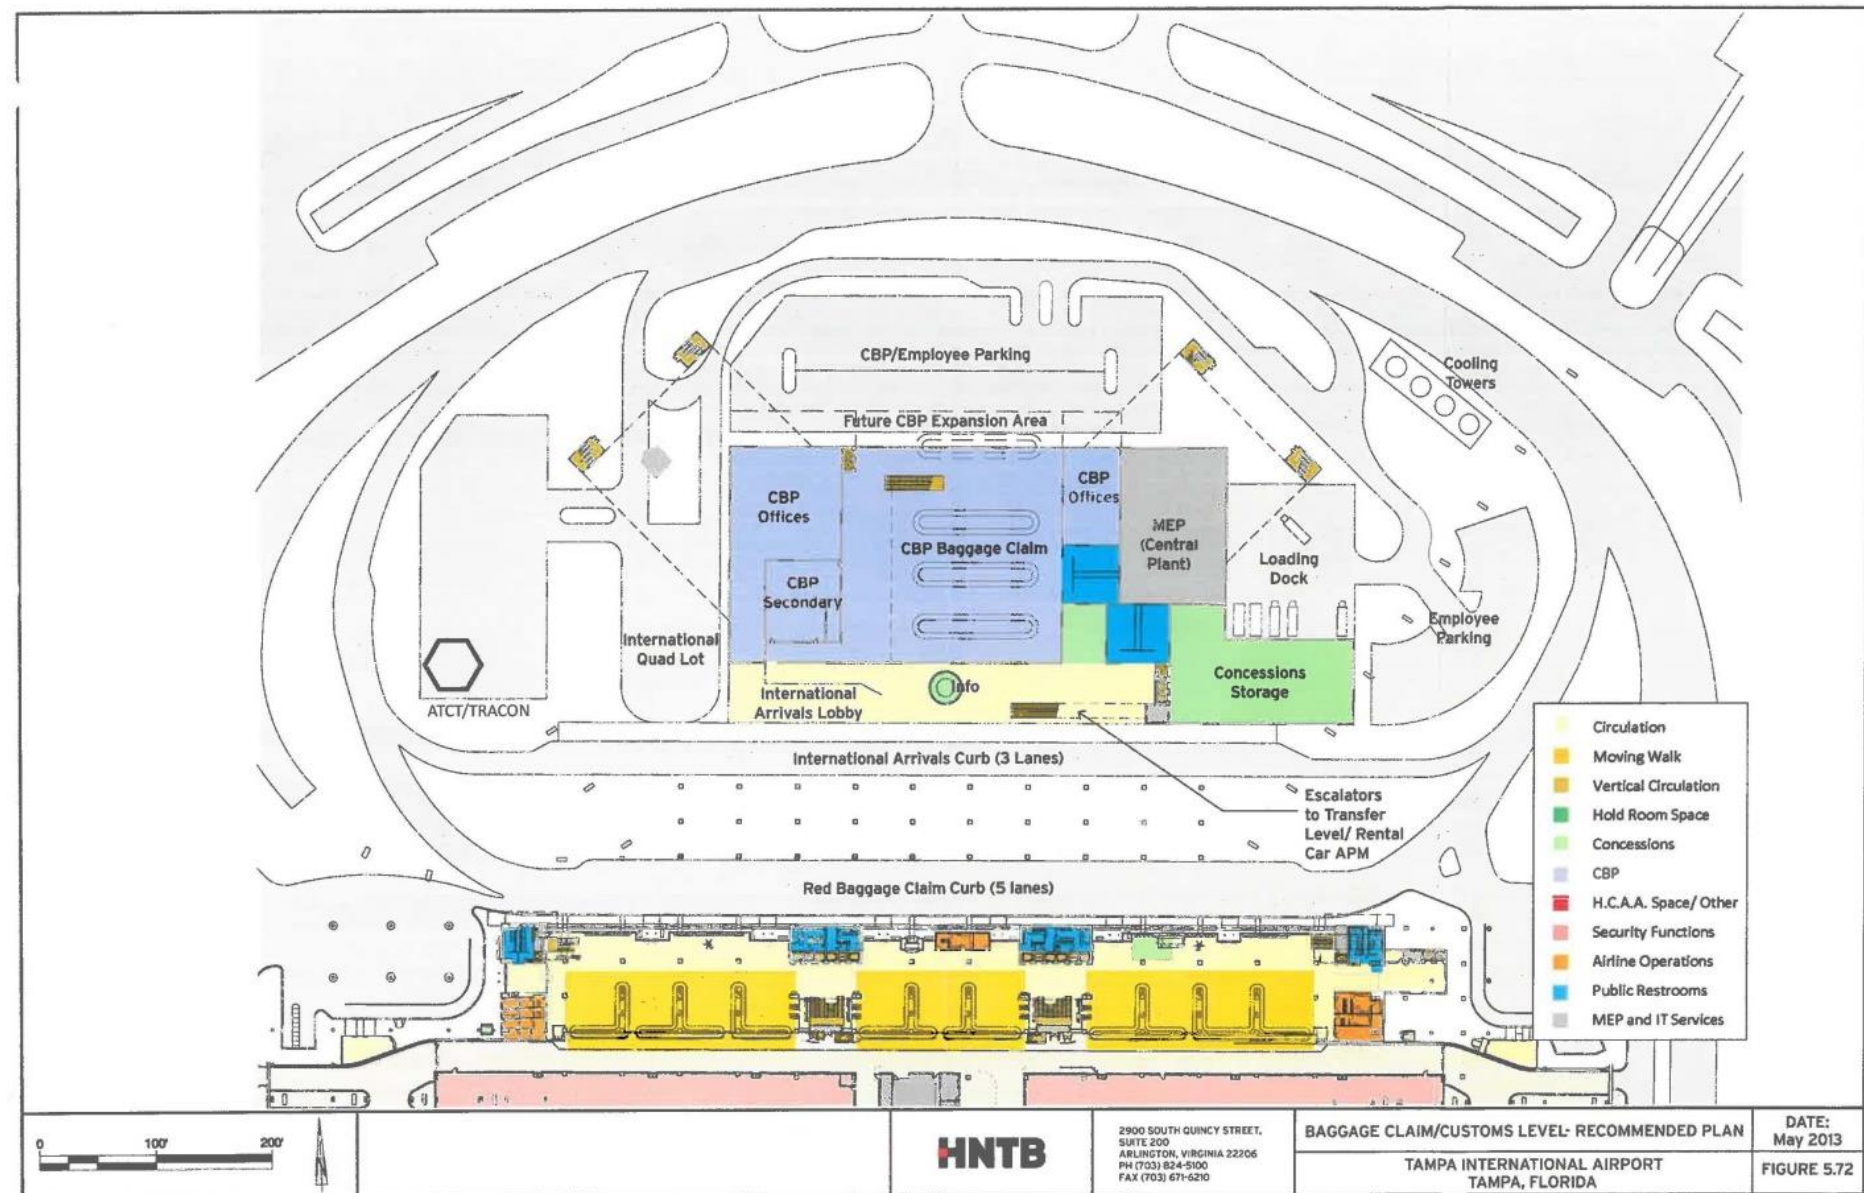 CBP/Employee Parking
Cooling
Towers
Future CBP Expansion Area
CBP
Offices
CBP
Offices
MEP
(Central
Plant)
CBP Baggage Claim
Loading
Dock
CBP
Secondary
International
Quad Lot
Employee
Parking
ATCT/TRACON
International
Arrivals Lobby
Info
Concessions
Storage
International Arrivals Curb (3 Lanes)
Escalators
to Transfer
Level/ Rental
Car APM
Red Baggage Claim Curb (5 lanes)
Circulation
Moving Walk
Vertical Circulation
Hold Room Space
Concessions
CBP
H.C.A.A. Space/ Other
Security Functions
Airline Operations
Public Restrooms
MEP and IT Services
0 100' 200'
HNTB
2900 SOUTH QUINCY STREET,
SUITE 200
ARLINGTON, VIRGINIA 22206
PH (703) 824-5100
FAX (703) 671-6210
BAGGAGE CLAIM/CUSTOMS LEVEL- RECOMMENDED PLAN
TAMPA INTERNATIONAL AIRPORT
TAMPA, FLORIDA
DATE:
May 2013
FIGURE 5.72